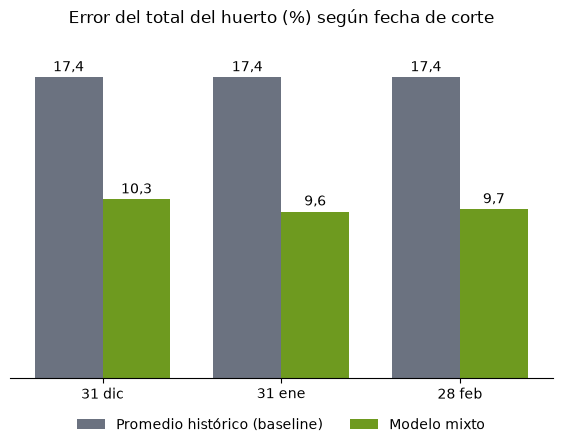 Error del total del huerto (%) según fecha de corte
17,4 17,4 17,4
10,3 9,6 9,7
31 dic 31 ene 28 feb
Promedio histórico (baseline) Modelo mixto